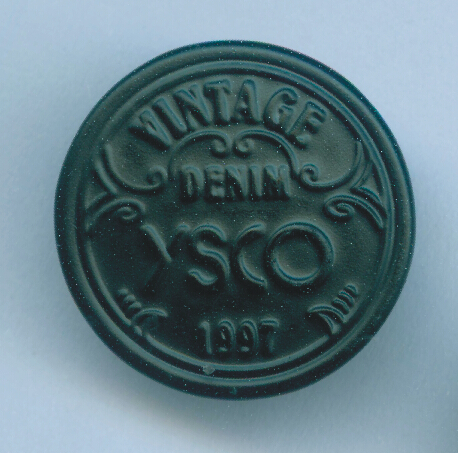 VINTAGE
DENIM
YSCO
1997